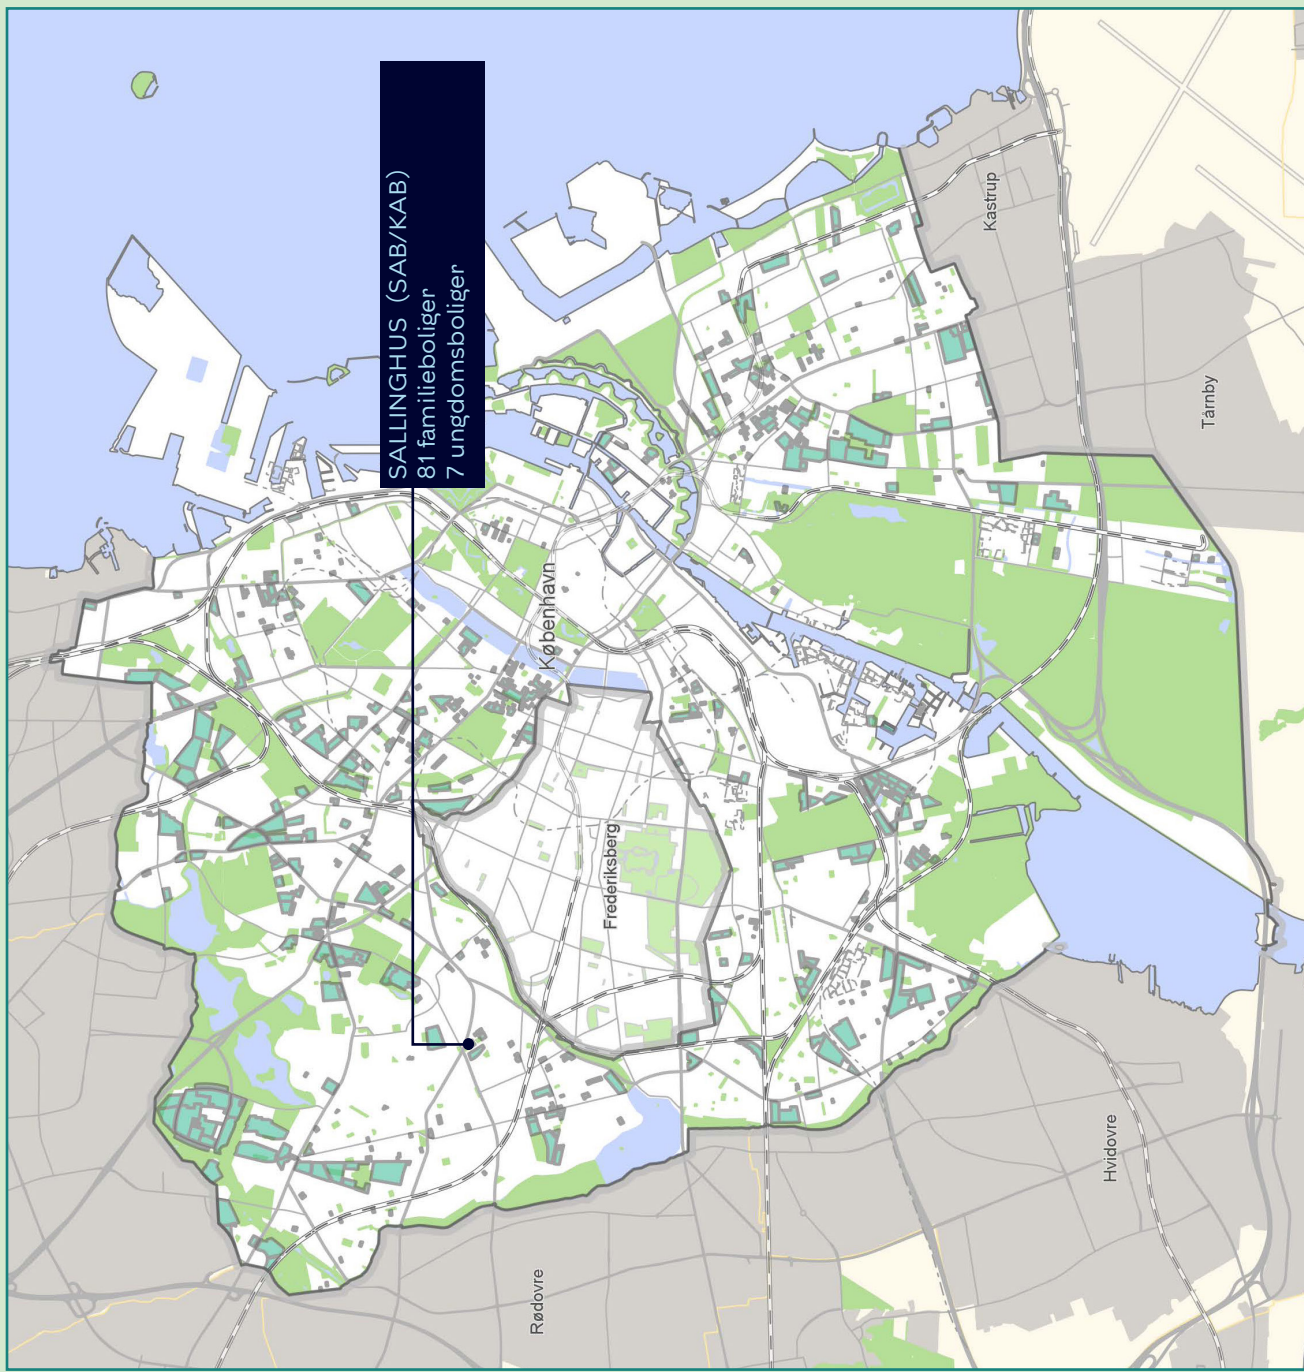 SALLINGHUS (SAB/KAB)
81 familieboliger
7 ungdomsboliger
København
Frederiksberg
Rødovre
Hvidovre
Kastrup
Tårnby